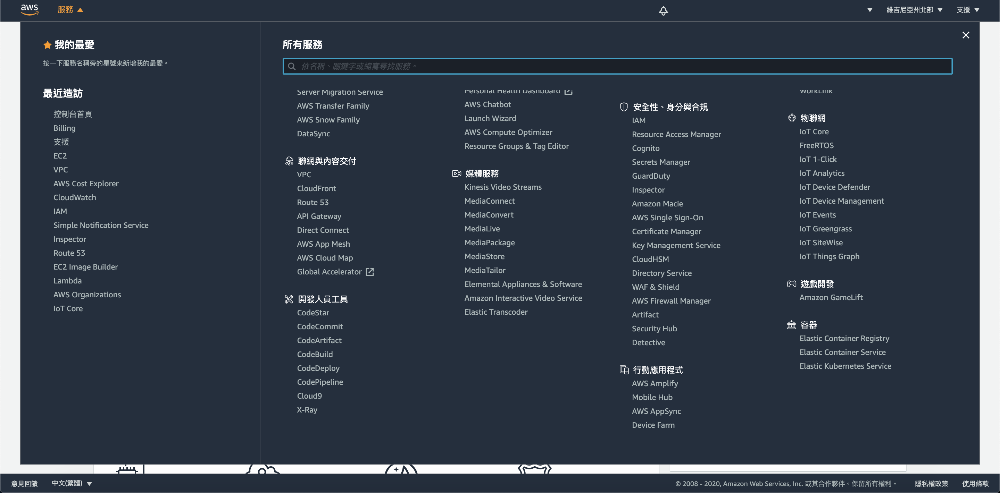 aws
服務
維吉尼亞州北部
支援
我的最愛
按一下服務名稱旁的星號來新增我的最愛。
最近造訪
控制台首頁
Billing
支援
EC2
VPC
AWS Cost Explorer
CloudWatch
IAM
Simple Notification Service
Inspector
Route 53
EC2 Image Builder
Lambda
AWS Organizations
IoT Core
所有服務
依名稱、關鍵字或縮寫尋找服務。
Server Migration Service
AWS Transfer Family
AWS Snow Family
DataSync
聯網與內容交付
VPC
CloudFront
Route 53
API Gateway
Direct Connect
AWS App Mesh
AWS Cloud Map
Global Accelerator
開發人員工具
CodeStar
CodeCommit
CodeArtifact
CodeBuild
CodeDeploy
CodePipeline
Cloud9
X-Ray
Personal Health Dashboard
AWS Chatbot
Launch Wizard
AWS Compute Optimizer
Resource Groups & Tag Editor
媒體服務
Kinesis Video Streams
MediaConnect
MediaConvert
MediaLive
MediaPackage
MediaStore
MediaTailor
Elemental Appliances & Software
Amazon Interactive Video Service
Elastic Transcoder
安全性、身分與合規
IAM
Resource Access Manager
Cognito
Secrets Manager
GuardDuty
Inspector
Amazon Macie
AWS Single Sign-On
Certificate Manager
Key Management Service
CloudHSM
Directory Service
WAF & Shield
AWS Firewall Manager
Artifact
Security Hub
Detective
行動應用程式
AWS Amplify
Mobile Hub
AWS AppSync
Device Farm
WorkLink
物聯網
IoT Core
FreeRTOS
IoT 1-Click
IoT Analytics
IoT Device Defender
IoT Device Management
IoT Events
IoT Greengrass
IoT SiteWise
IoT Things Graph
遊戲開發
Amazon GameLift
容器
Elastic Container Registry
Elastic Container Service
Elastic Kubernetes Service
意見回饋
中文(繁體)
© 2008 - 2020, Amazon Web Services, Inc. 或其合作夥伴。保留所有權利。
隱私權政策
使用條款